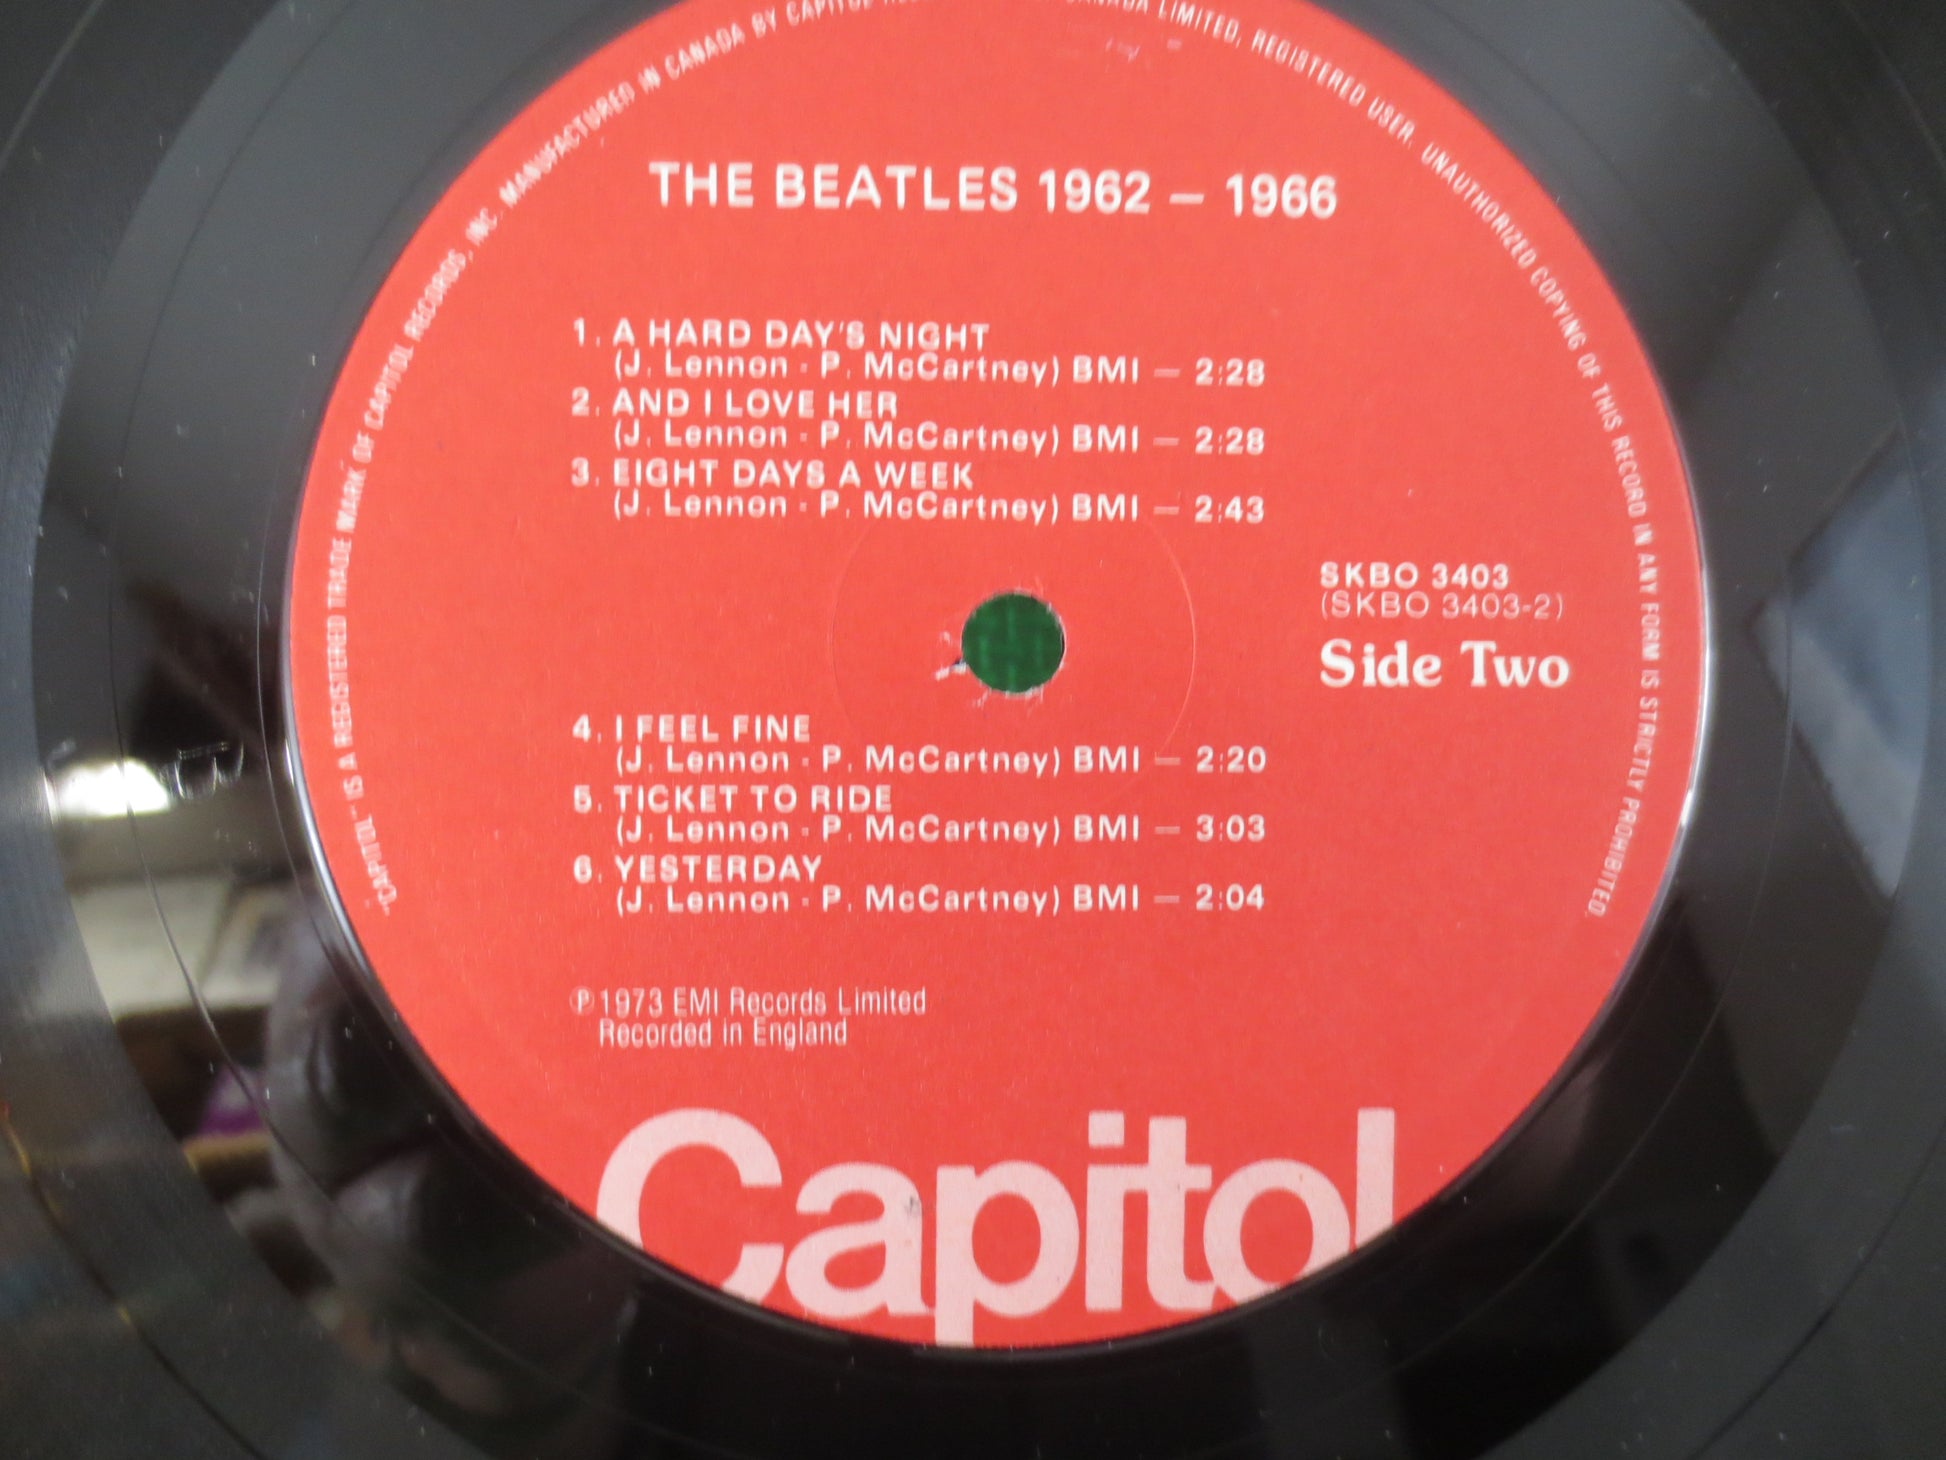 "CAPITOL" IS A REGISTERED TRADE MARK OF CAPITOL RECORDS, INC. MANUFACTURED IN CANADA BY CAPITOL CANADA LIMITED, REGISTERED USER. UNAUTHORIZED COPYING OF THIS RECORD IN ANY FORM IS STRICTLY PROHIBITED.
THE BEATLES 1962 – 1966
1. A HARD DAY'S NIGHT
(J. Lennon - P. McCartney) BMI – 2:28
2. AND I LOVE HER
(J. Lennon - P. McCartney) BMI – 2:28
3. EIGHT DAYS A WEEK
(J. Lennon - P. McCartney) BMI – 2:43
SKBO 3403
(SKBO 3403-2)
Side Two
4. I FEEL FINE
(J. Lennon - P. McCartney) BMI – 2:20
5. TICKET TO RIDE
(J. Lennon - P. McCartney) BMI – 3:03
6. YESTERDAY
(J. Lennon - P. McCartney) BMI – 2:04
℗ 1973 EMI Records Limited
Recorded in England
Capitol